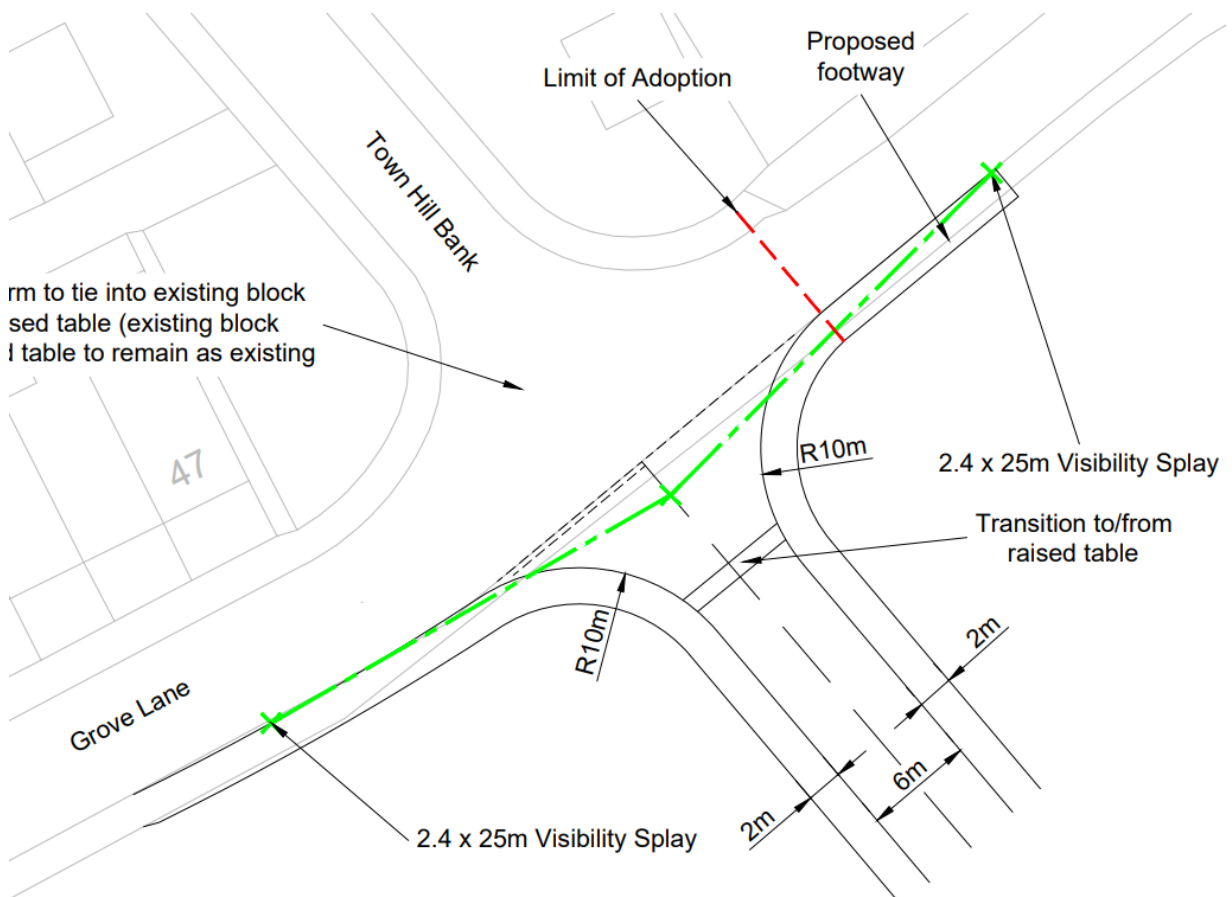 Proposed
footway
Limit of Adoption
Town Hill Bank
rm to tie into existing block
sed table (existing block
table to remain as existing
47
R10m
2.4 x 25m Visibility Splay
Transition to/from
raised table
R10m
2m
Grove Lane
6m
2m
2.4 x 25m Visibility Splay